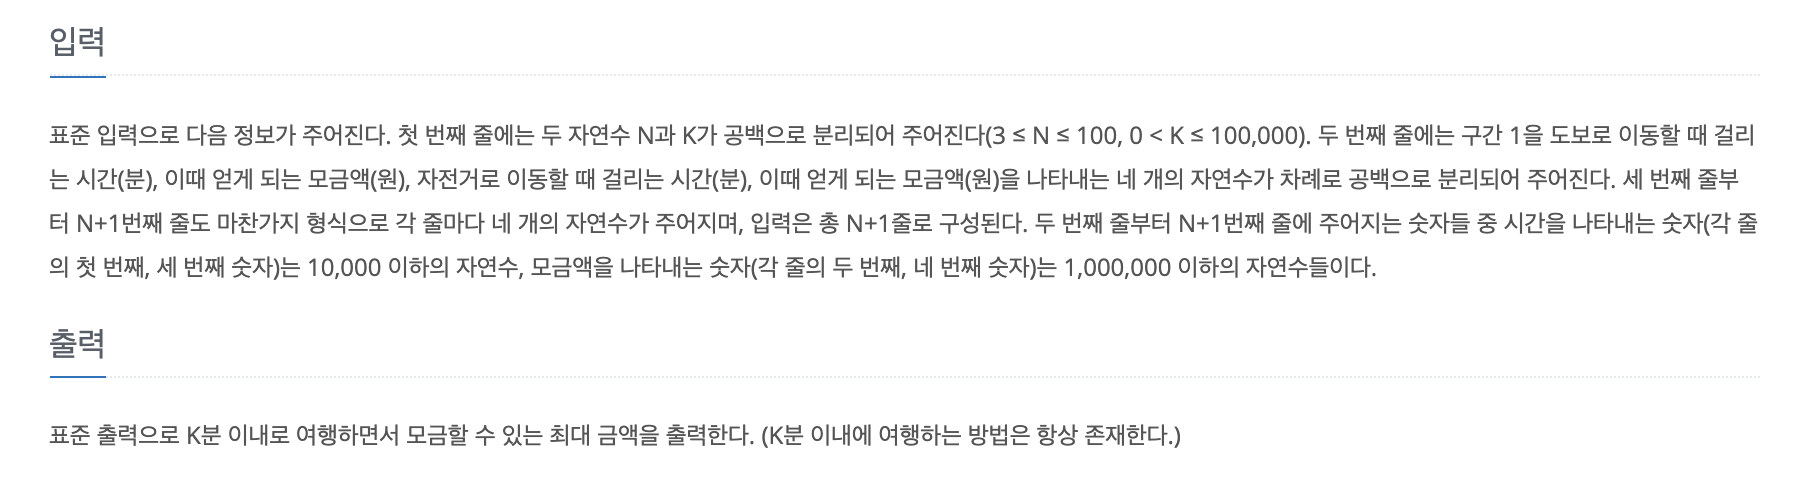 입력
표준 입력으로 다음 정보가 주어진다. 첫 번째 줄에는 두 자연수 N과 K가 공백으로 분리되어 주어진다(3 ≤ N ≤ 100, 0 < K ≤ 100,000). 두 번째 줄에는 구간 1을 도보로 이동할 때 걸리
는 시간(분), 이때 얻게 되는 모금액(원), 자전거로 이동할 때 걸리는 시간(분), 이때 얻게 되는 모금액(원)을 나타내는 네 개의 자연수가 차례로 공백으로 분리되어 주어진다. 세 번째 줄부
터 N+1번째 줄도 마찬가지 형식으로 각 줄마다 네 개의 자연수가 주어지며, 입력은 총 N+1줄로 구성된다. 두 번째 줄부터 N+1번째 줄에 주어지는 숫자들 중 시간을 나타내는 숫자(각 줄
의 첫 번째, 세 번째 숫자)는 10,000 이하의 자연수, 모금액을 나타내는 숫자(각 줄의 두 번째, 네 번째 숫자)는 1,000,000 이하의 자연수들이다.
출력
표준 출력으로 K분 이내로 여행하면서 모금할 수 있는 최대 금액을 출력한다. (K분 이내에 여행하는 방법은 항상 존재한다.)